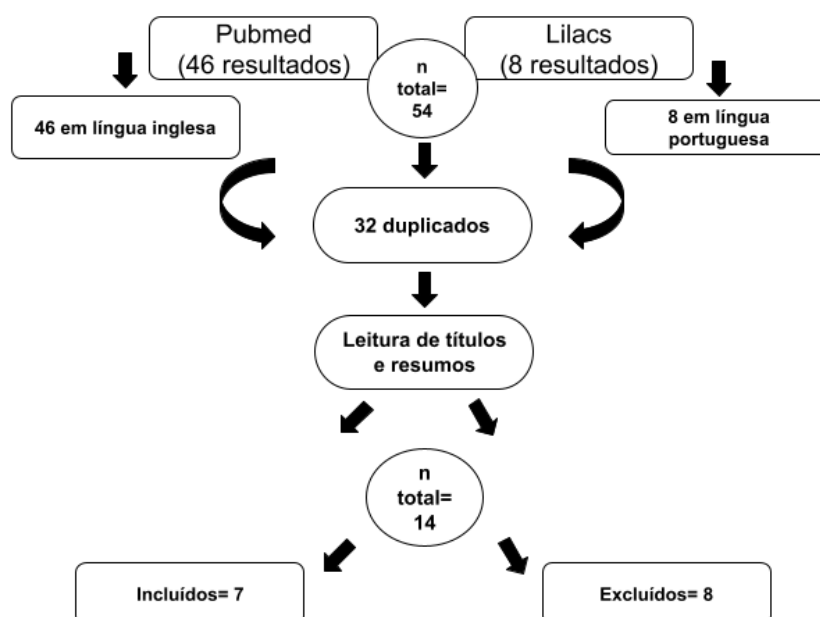 Pubmed
(46 resultados)
Lilacs
(8 resultados)
n
total=
54
46 em língua inglesa
8 em língua
portuguesa
32 duplicados
Leitura de títulos
e resumos
n
total=
14
Incluídos= 7
Excluídos= 8